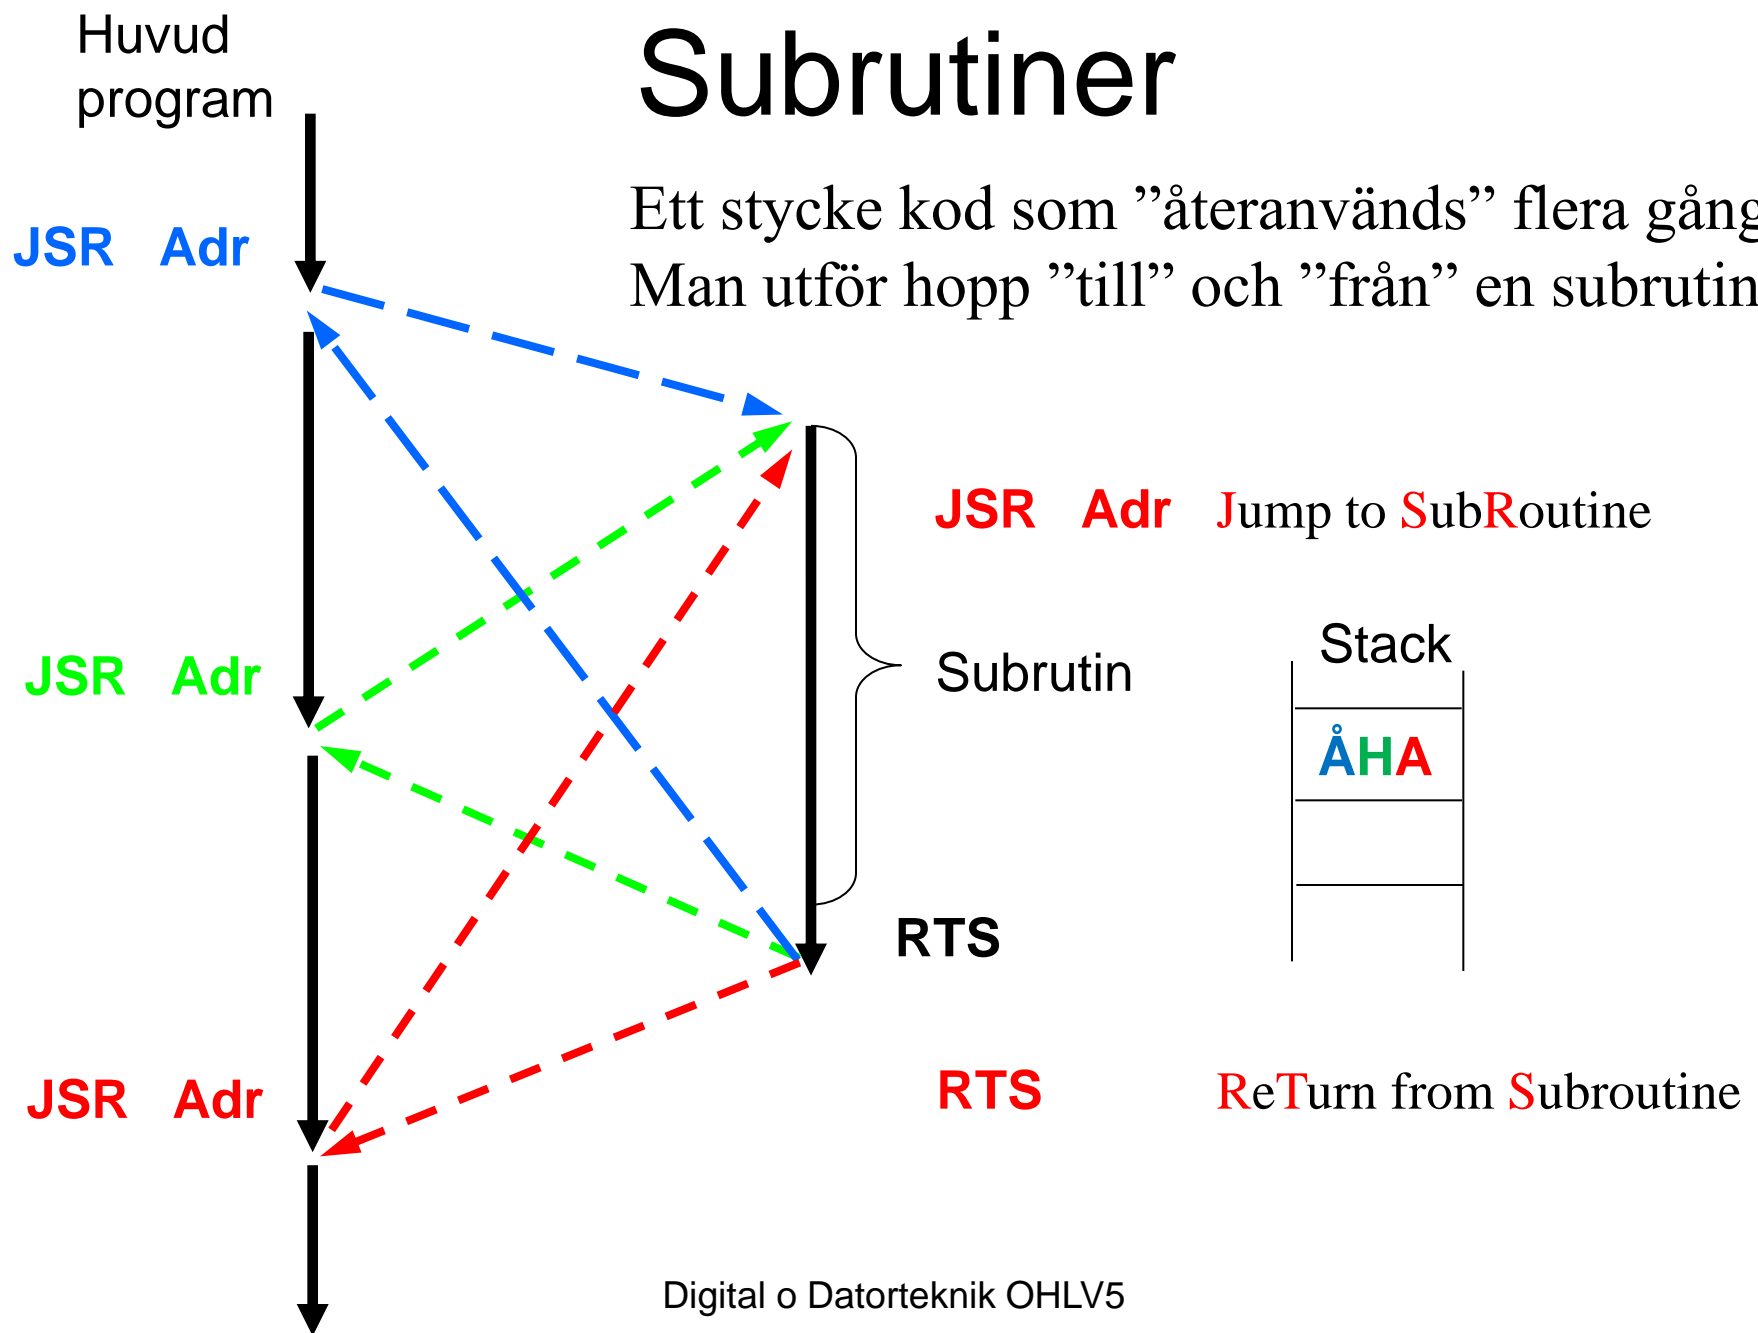 Huvud
program
Subrutiner
Ett stycke kod som ”återanvänds” flera
Man utför hopp ”till” och ”från” en subrutin
JSR Adr
JSR Adr Jump to SubRoutine
Stack
JSR Adr
Subrutin
ÅHA
RTS
JSR Adr
RTS ReTurn from Subroutine
Digital o Datorteknik OHLV5